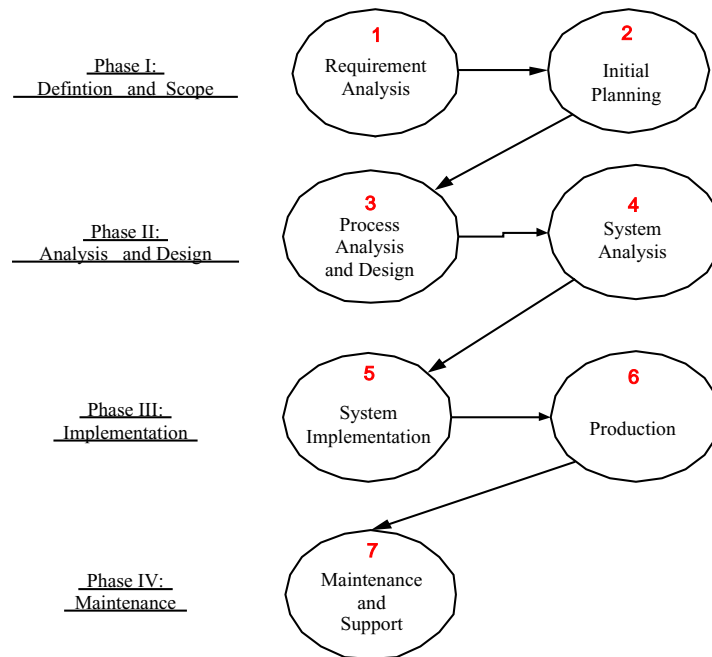 Phase I:
Defintion and Scope
1
Requirement
Analysis
2
Initial
Planning
Phase II:
Analysis and Design
3
Process
Analysis
and Design
4
System
Analysis
Phase III:
Implementation
5
System
Implementation
6
Production
Phase IV:
Maintenance
7
Maintenance
and
Support